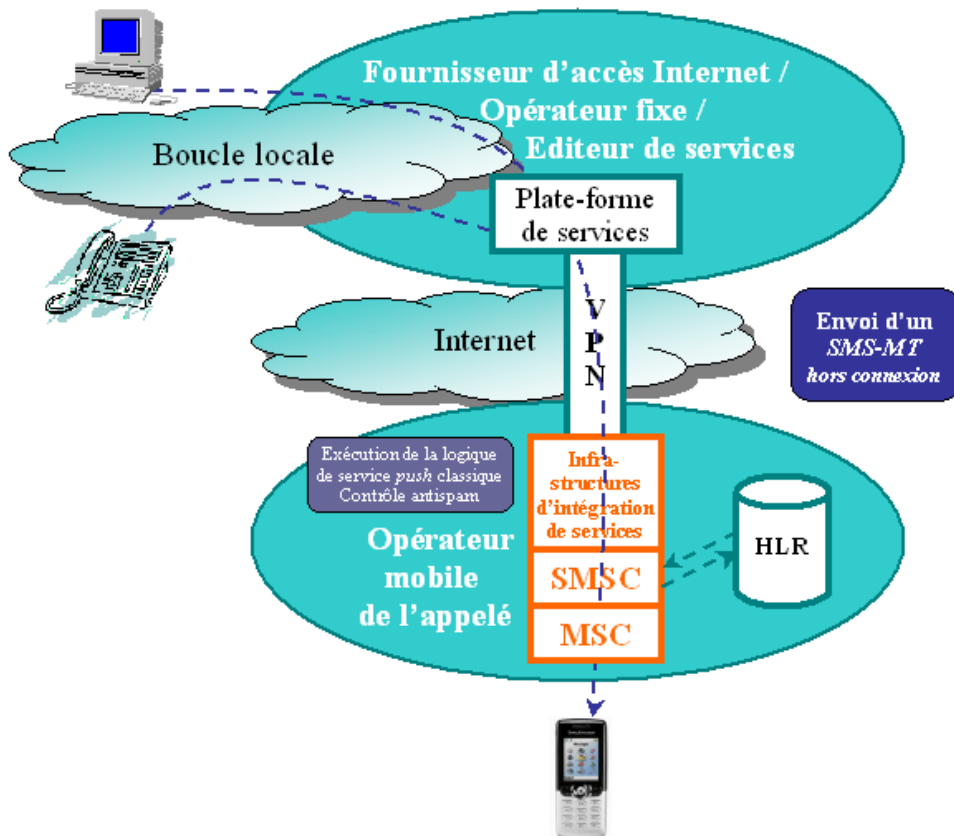 Fournisseur d'accès Internet /
Opérateur fixe /
Editeur de services
Boucle locale
Plate-forme
de services
Internet
V
P
N
Envoi d'un
SMS-MT
hors connexion
Exécution de la logique
de service push classique
Contrôle antispam
Infra-
structures
d'intégration
de services
Opérateur
mobile
de l'appelé
SMSC
MSC
HLR